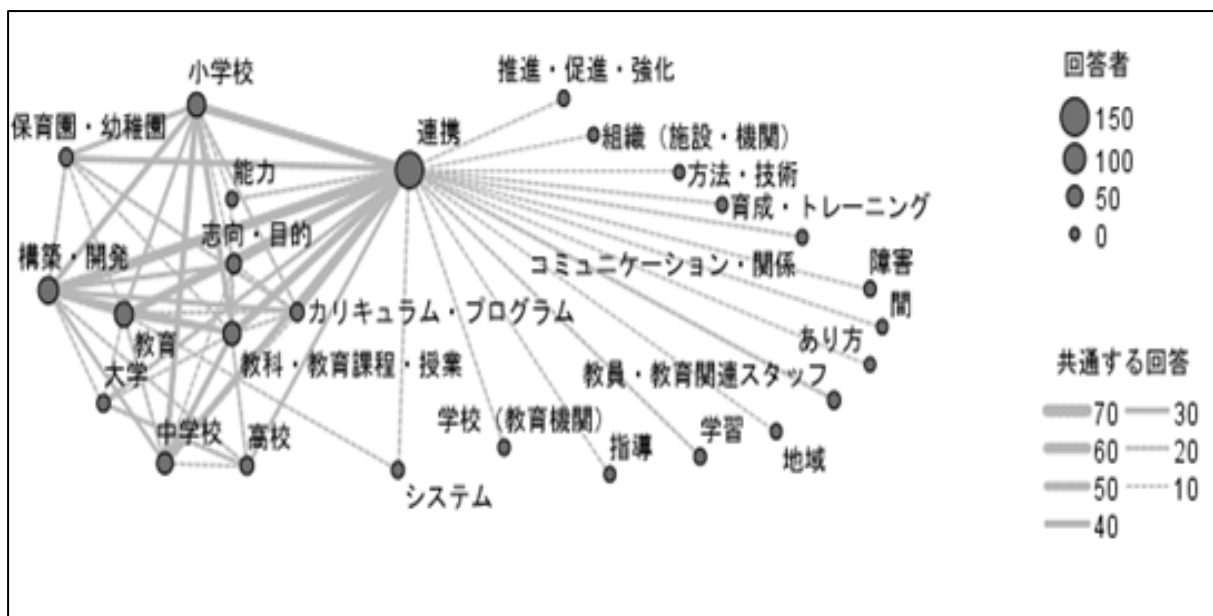 小学校
推進・促進・強化
保育園・幼稚園
連携
組織（施設・機関）
能力
方法・技術
育成・トレーニング
志向・目的
構築・開発
コミュニケーション・関係
障害
カリキュラム・プログラム
間
教育
あり方
教科・教育課程・授業
教員・教育関連スタッフ
大学
学校（教育機関）
中学校
高校
指導
学習
地域
システム
回答者
150
100
50
0
共通する回答
70
30
60
20
50
10
40